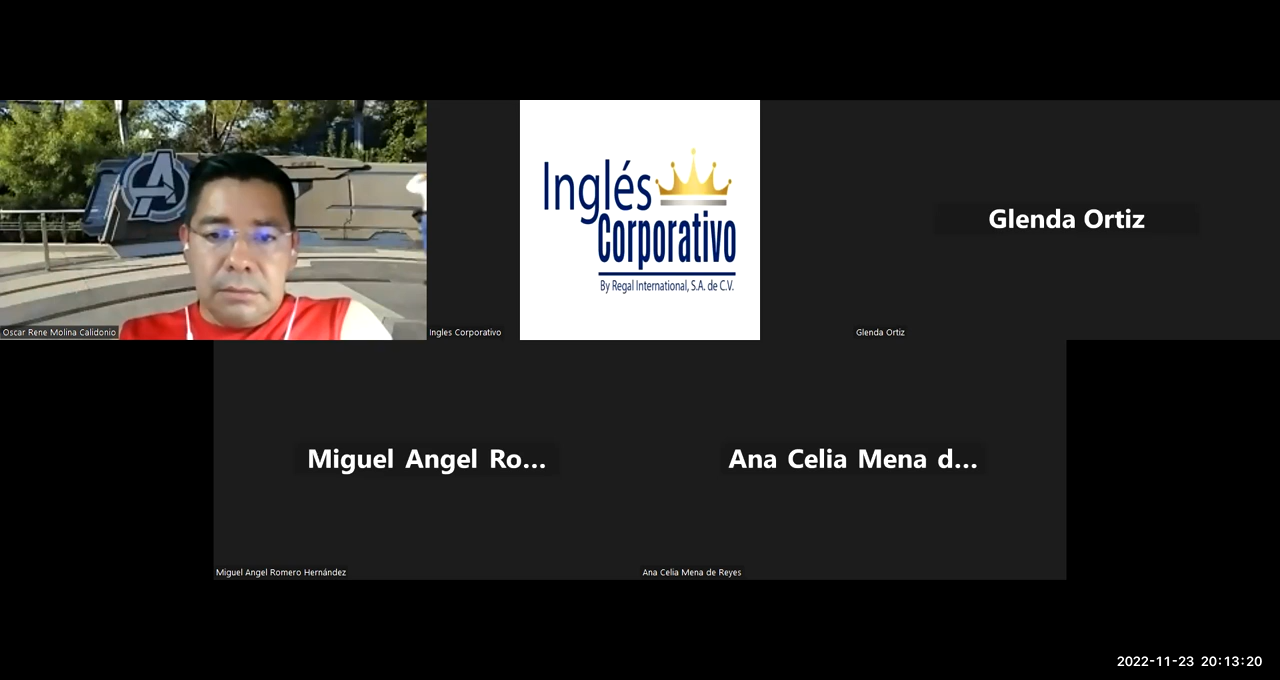 A
Oscar Rene Molina Calidonio
Inglés
Corporativo
By Regal International, S.A. de C.V.
Ingles Corporativo
Glenda Ortiz
Glenda Ortiz
Miguel Angel Ro...
Miguel Angel Romero Hernández
Ana Celia Mena d...
Ana Celia Mena de Reyes
2022-11-23 20:13:20